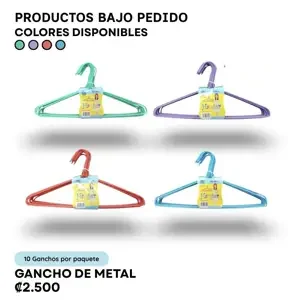 PRODUCTOS BAJO PEDIDO
COLORES DISPONIBLES
10 Ganchos por paquete
GANCHO DE METAL
₡2.500